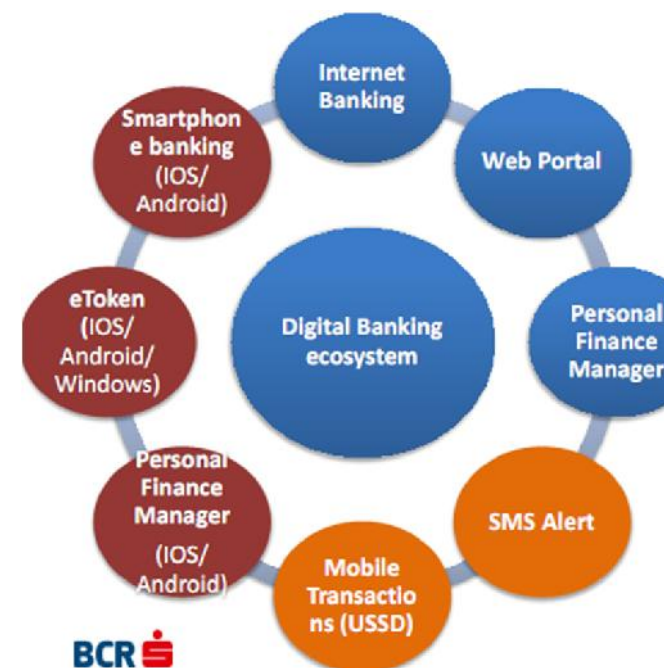 Internet
Banking
Web Portal
Personal
Finance
Manager
SMS Alert
Mobile
Transactio
ns (USSD)
Personal
Finance
Manager
(IOS/
Android)
eToken
(IOS/
Android/
Windows)
Smartphon
e banking
(IOS/
Android)
Digital Banking
ecosystem
BCR